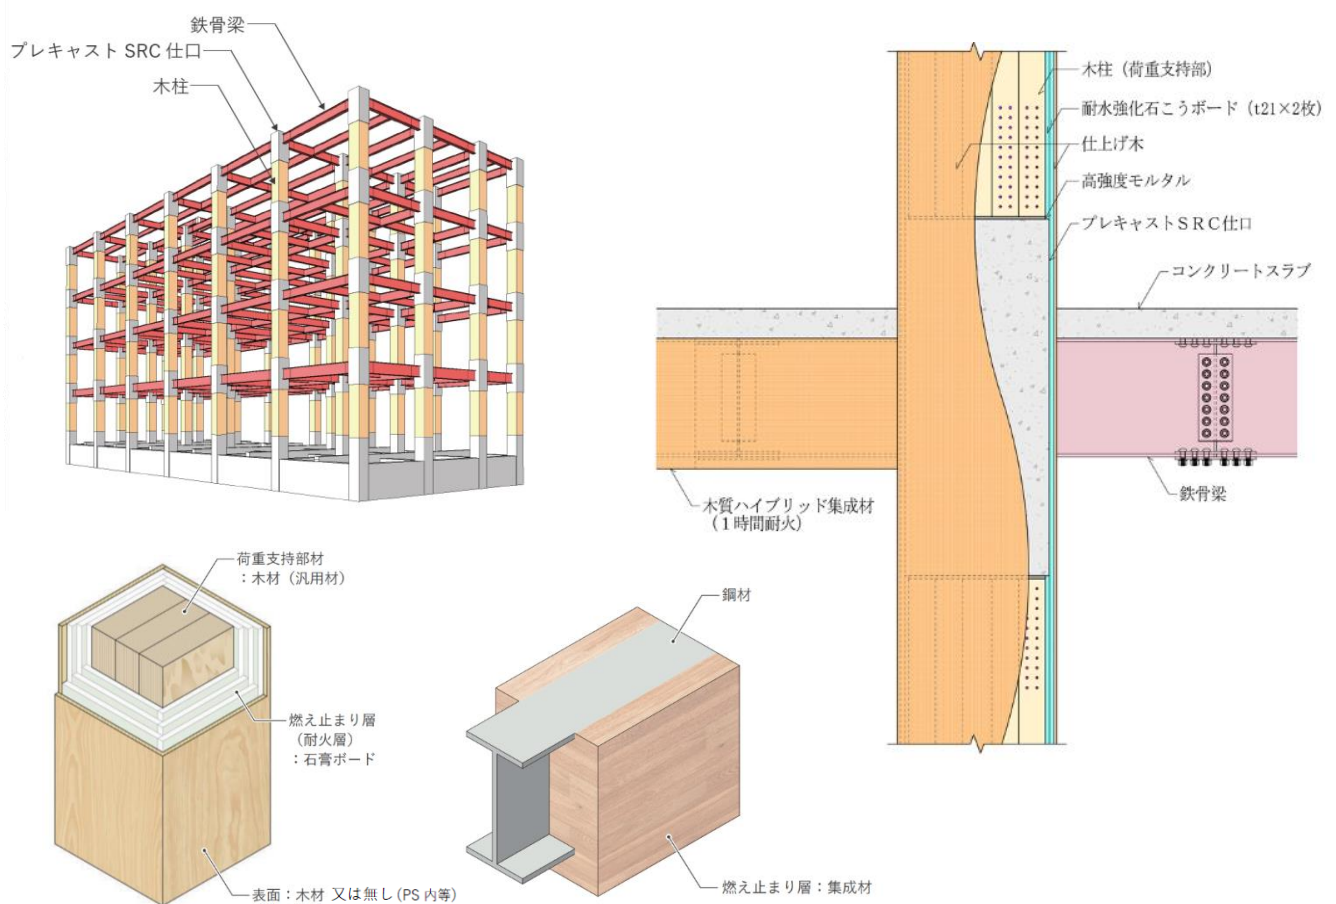 鉄骨梁
プレキャスト SRC 仕口
木柱
木柱（荷重支持部）
耐水強化石こうボード（t21×2枚）
仕上げ木
高強度モルタル
プレキャストＳＲＣ仕口
コンクリートスラブ
木質ハイブリッド集成材
（１時間耐火）
鉄骨梁
荷重支持部材
：木材（汎用材）
燃え止まり層
（耐火層）
：石膏ボード
表面：木材 又は無し（PS 内等）
鋼材
燃え止まり層：集成材